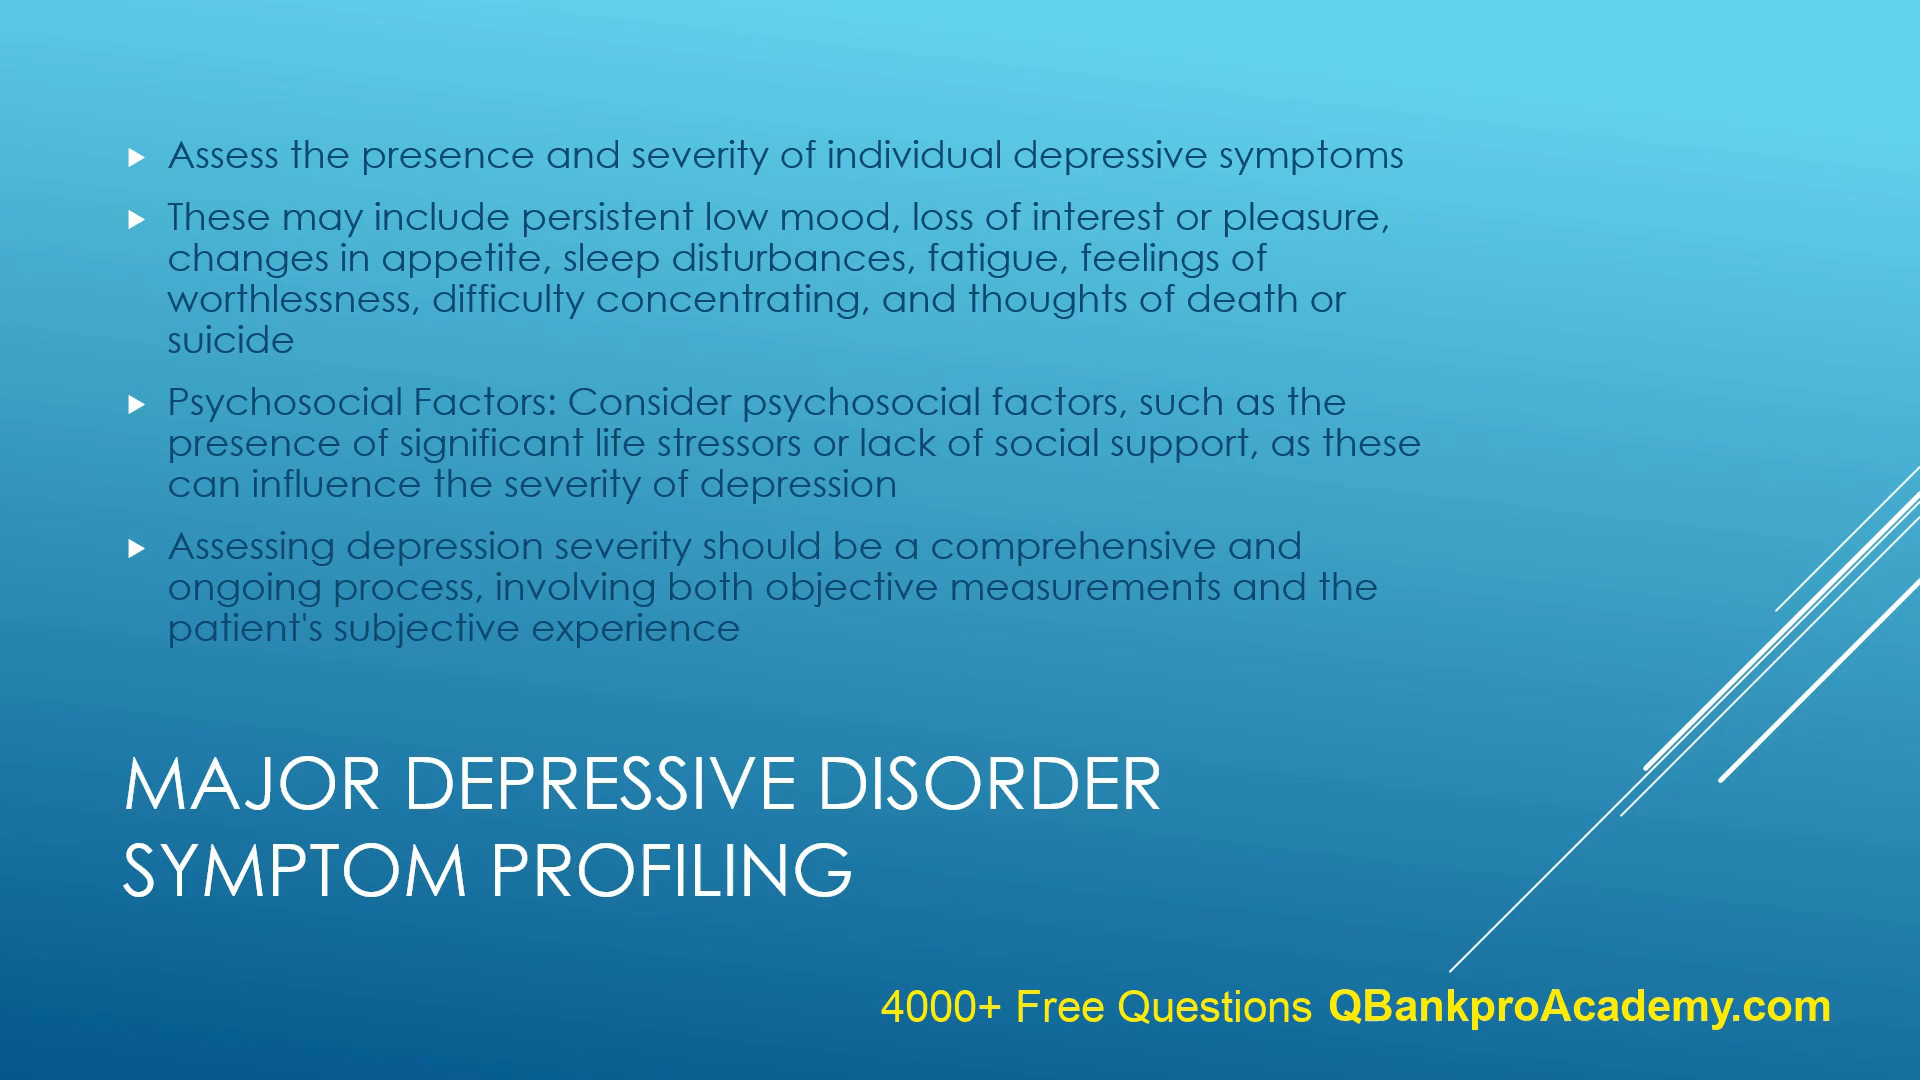 Assess the presence and severity of individual depressive symptoms
These may include persistent low mood, loss of interest or pleasure,
changes in appetite, sleep disturbances, fatigue, feelings of
worthlessness, difficulty concentrating, and thoughts of death or
suicide
Psychosocial Factors: Consider psychosocial factors, such as the
presence of significant life stressors or lack of social support, as these
can influence the severity of depression
Assessing depression severity should be a comprehensive and
ongoing process, involving both objective measurements and the
patient's subjective experience
MAJOR DEPRESSIVE DISORDER
SYMPTOM PROFILING
4000+ Free Questions QBankproAcademy.com